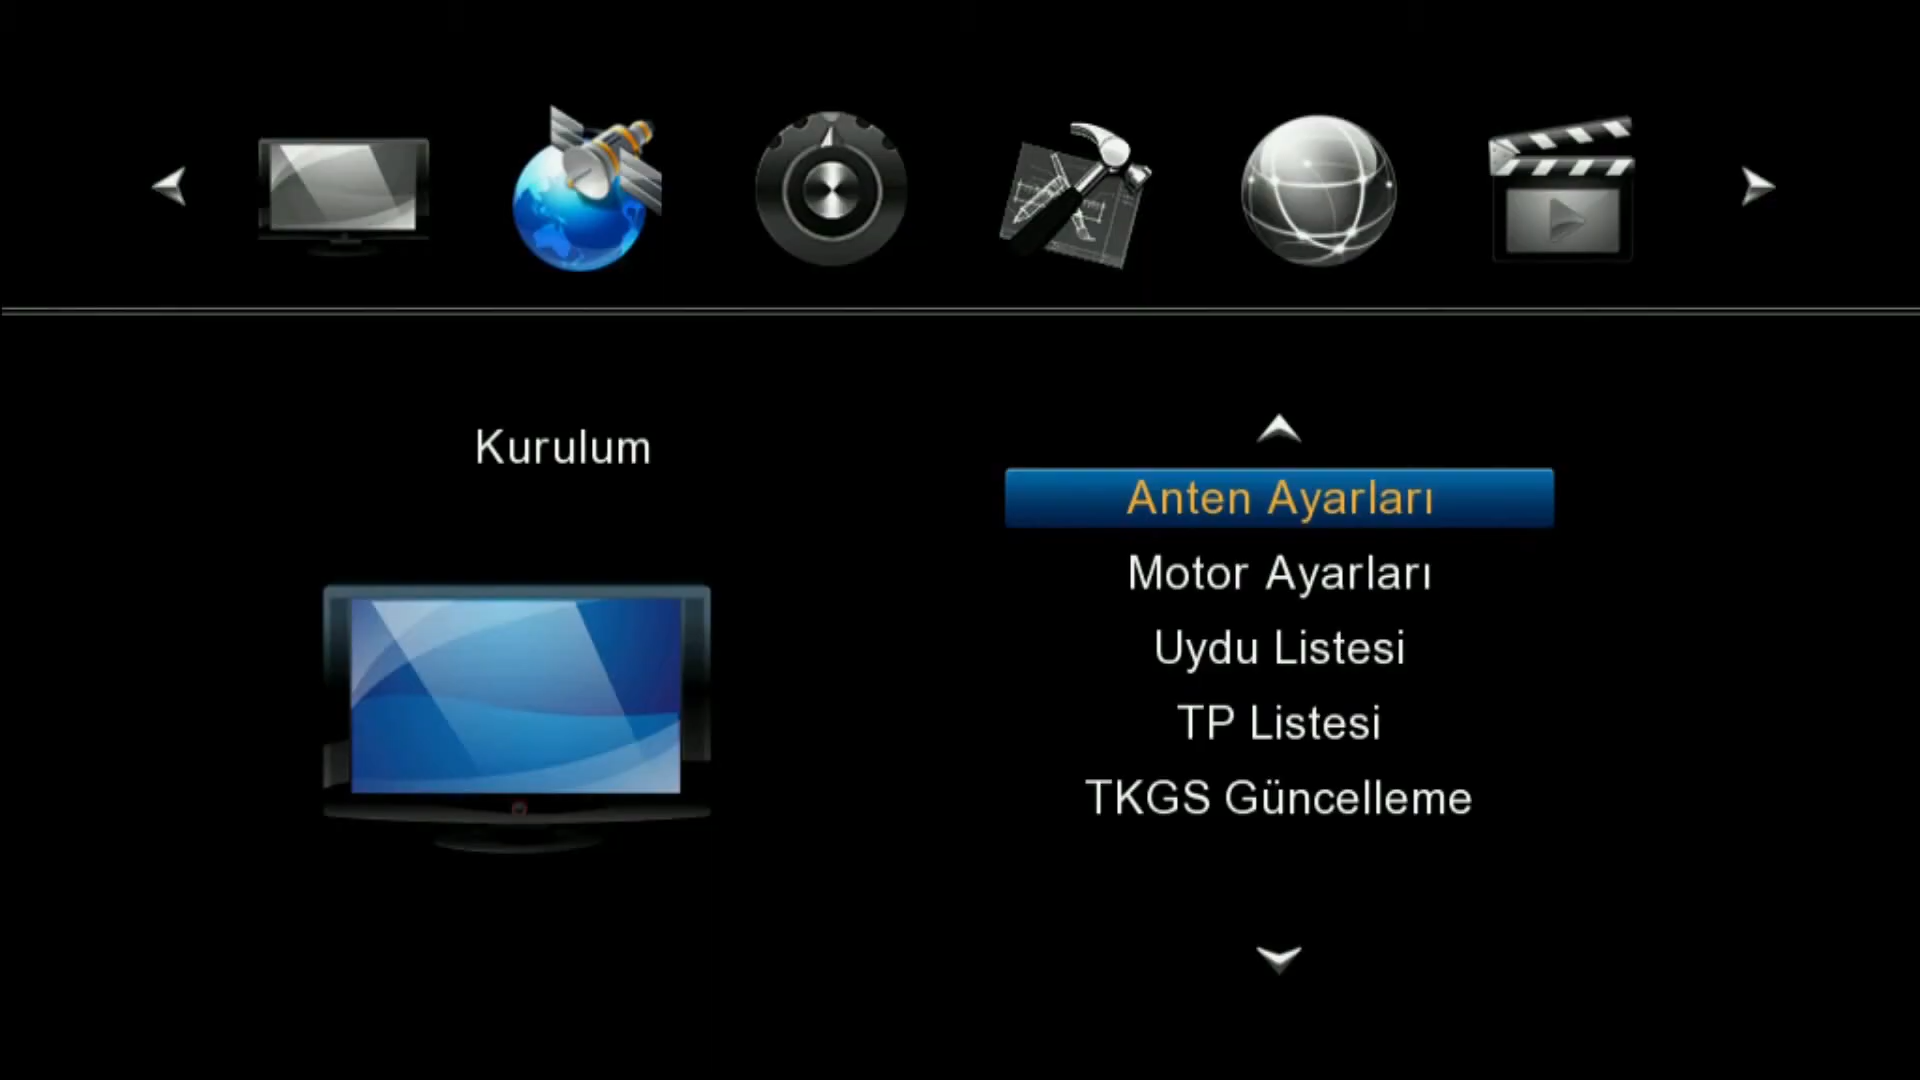 Kurulum
Anten Ayarları
Motor Ayarları
Uydu Listesi
TP Listesi
TKGS Güncelleme